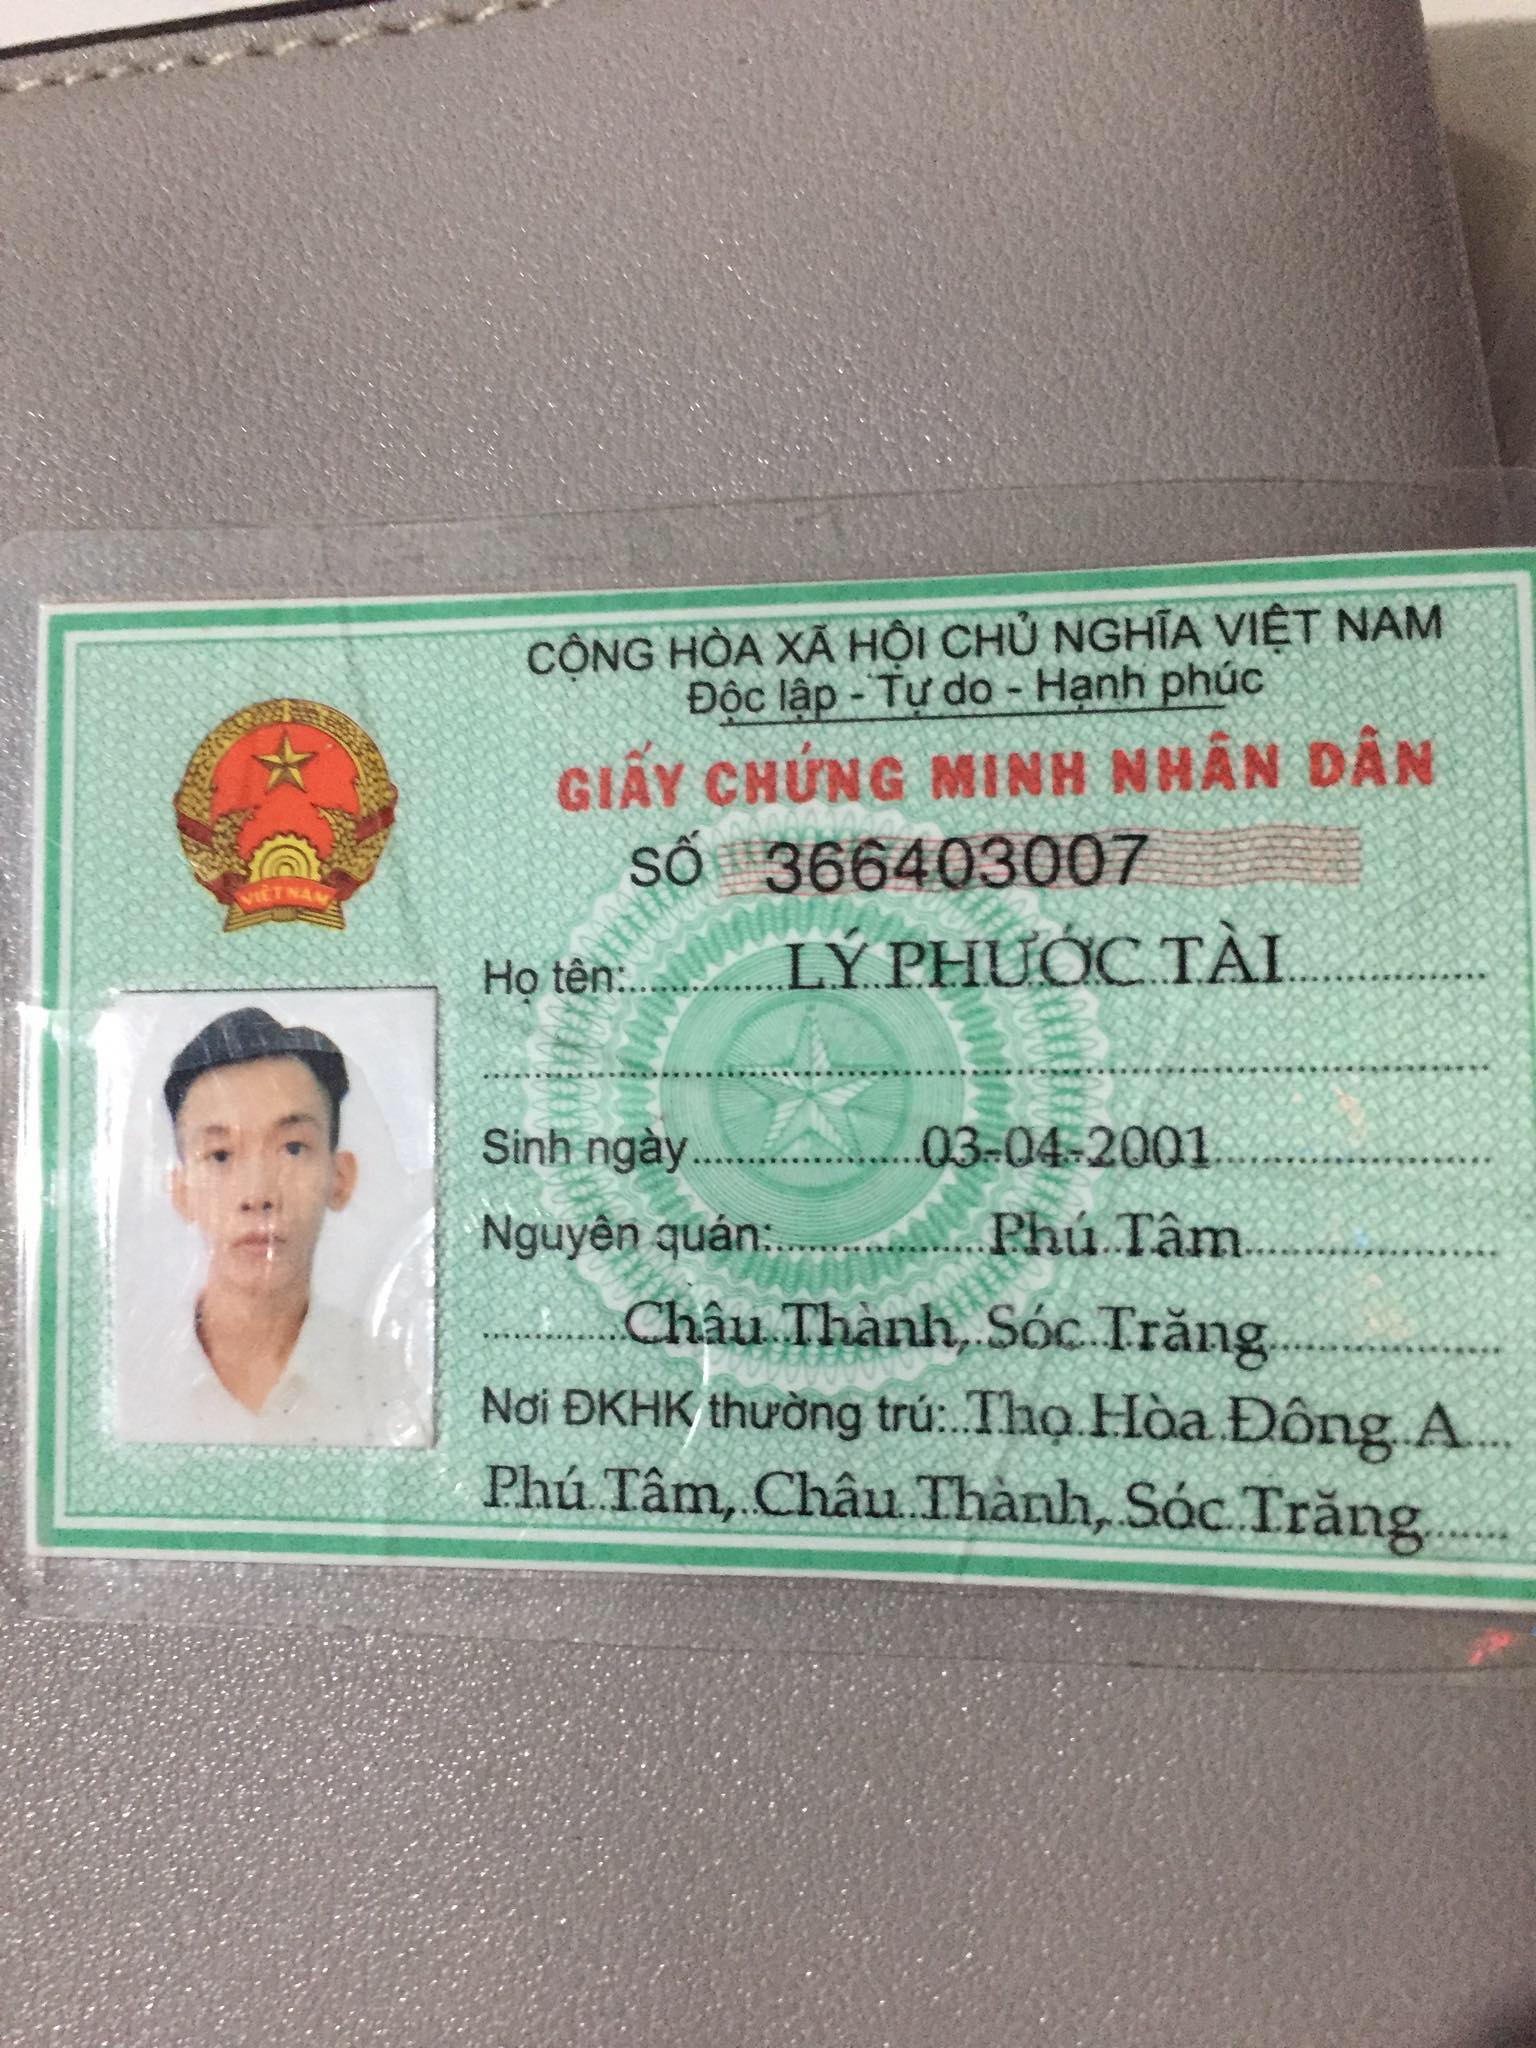 CỘNG HÒA XÃ HỘI CHỦ NGHĨA VIỆT NAM
Độc lập - Tự do - Hạnh phúc
GIẤY CHỨNG MINH NHÂN DÂN
SỐ 366403007
VIỆT NAM
Họ tên: LÝ PHƯỚC TÀI
Sinh ngày 03-04-2001
Nguyên quán: Phú Tâm
Châu Thành, Sóc Trăng
Nơi ĐKHK thường trú: Thọ Hòa Đông A
Phú Tâm, Châu Thành, Sóc Trăng